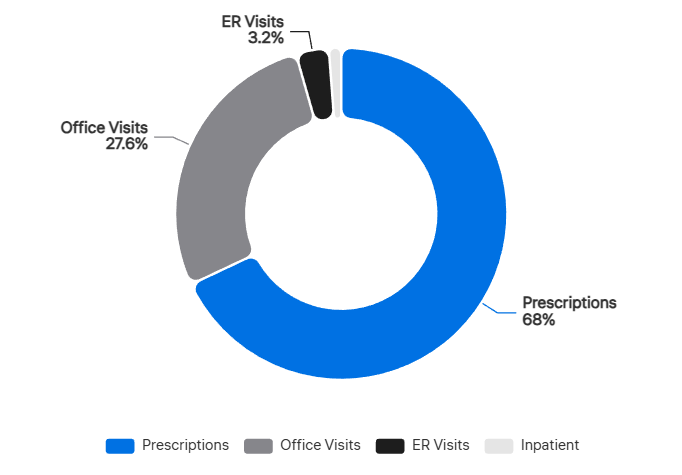 ER Visits
3.2%
Office Visits
27.6%
Prescriptions
68%
Prescriptions Office Visits ER Visits Inpatient